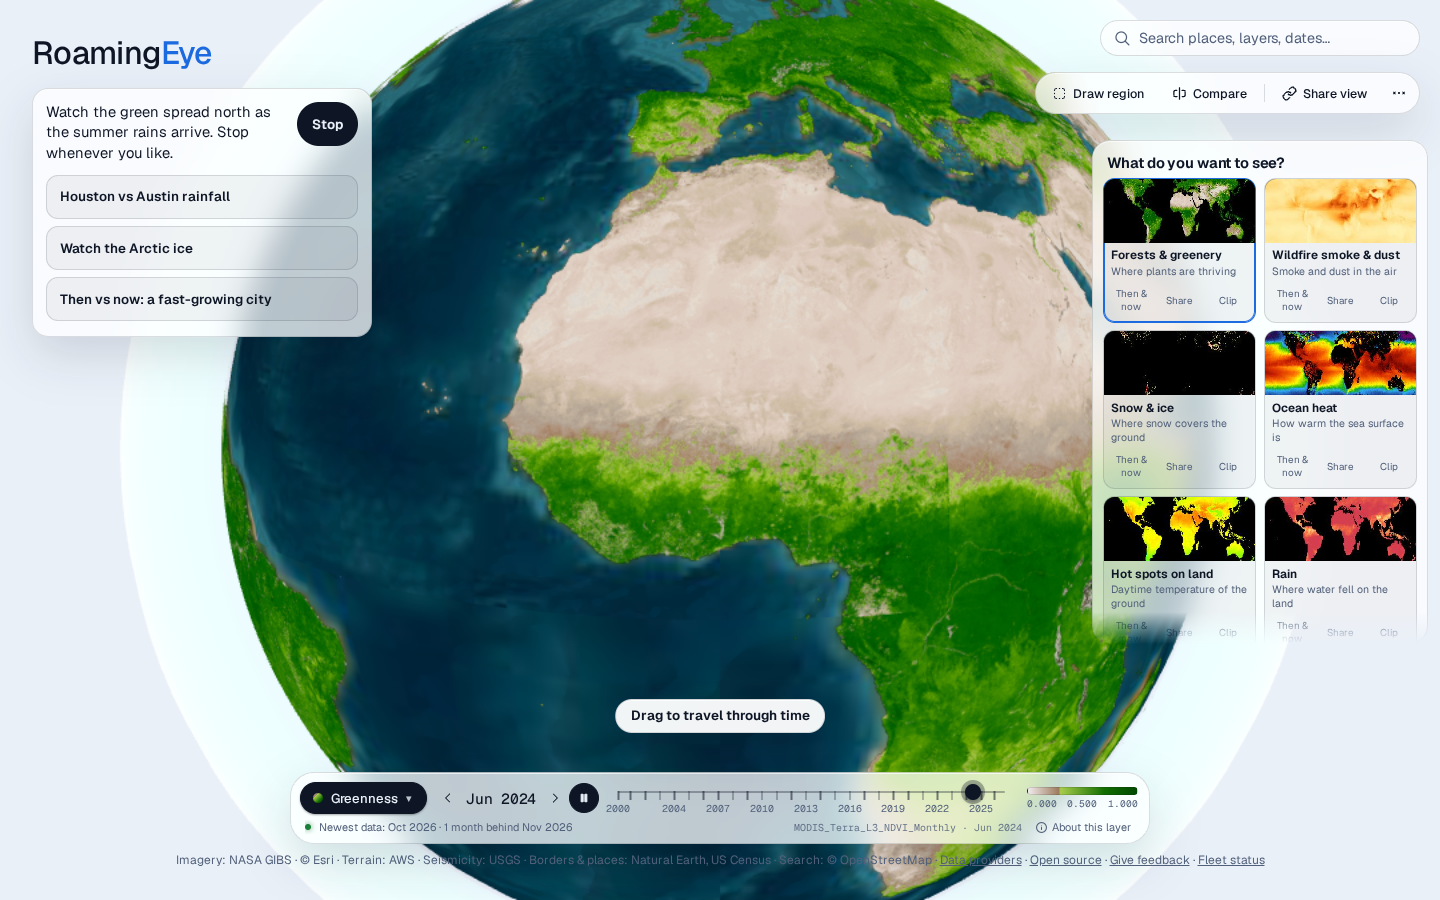 RoamingEye
Search places, layers, dates...
Draw region
Compare
Share view
Watch the green spread north as
the summer rains arrive. Stop
whenever you like.
Stop
Houston vs Austin rainfall
Watch the Arctic ice
Then vs now: a fast-growing city
What do you want to see?
Forests & greenery
Where plants are thriving
Then &
now
Share
Clip
Wildfire smoke & dust
Smoke and dust in the air
Then &
now
Share
Clip
Snow & ice
Where snow covers the
ground
Then &
now
Share
Clip
Ocean heat
How warm the sea surface
is
Then &
now
Share
Clip
Hot spots on land
Daytime temperature of the
ground
Then &
now
Share
Clip
Rain
Where water fell on the
land
Then &
now
Share
Clip
Drag to travel through time
Greenness
Jun 2024
2000 2004 2007 2010 2013 2016 2019 2022 2025
0.000 0.500 1.000
Newest data: Oct 2026 · 1 month behind Nov 2026
MODIS_Terra_L3_NDVI_Monthly · Jun 2024
About this layer
Imagery: NASA GIBS · © Esri · Terrain: AWS · Seismicity: USGS · Borders & places: Natural Earth, US Census · Search: © OpenStreetMap · Data providers · Open source · Give feedback · Fleet status